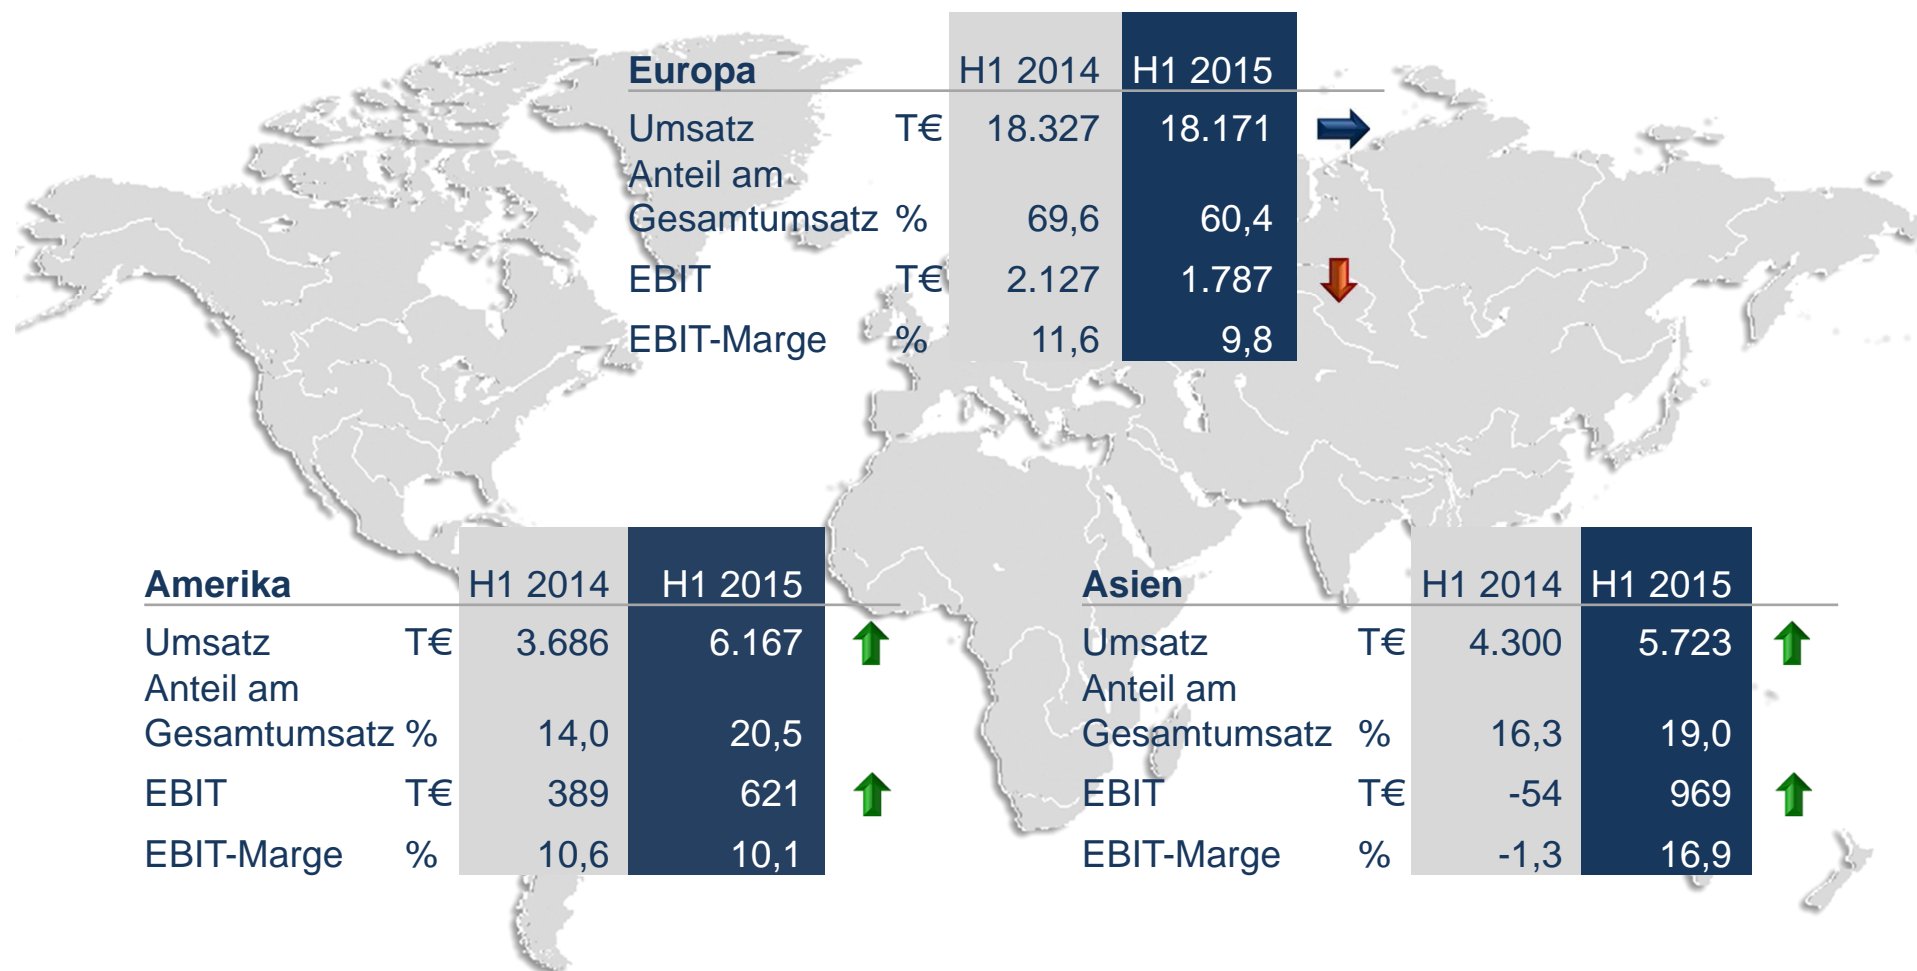 Europa H1 2014 H1 2015
Umsatz T€ 18.327 18.171
Anteil am
Gesamtumsatz % 69,6 60,4
EBIT T€ 2.127 1.787
EBIT-Marge % 11,6 9,8
Amerika H1 2014 H1 2015
Umsatz T€ 3.686 6.167
Anteil am
Gesamtumsatz % 14,0 20,5
EBIT T€ 389 621
EBIT-Marge % 10,6 10,1
Asien H1 2014 H1 2015
Umsatz T€ 4.300 5.723
Anteil am
Gesamtumsatz % 16,3 19,0
EBIT T€ -54 969
EBIT-Marge % -1,3 16,9